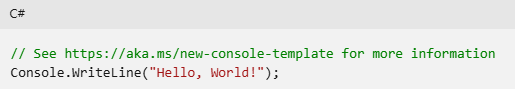 C#
// See https://aka.ms/new-console-template for more information
Console.WriteLine("Hello, World!");